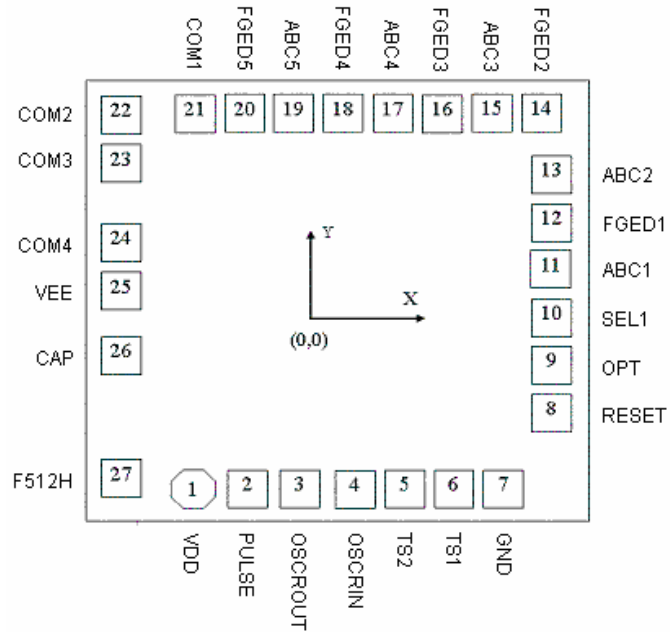 COM1
FGED5
ABC5
FGED4
ABC4
FGED3
ABC3
FGED2
COM2
22
21
20
19
18
17
16
15
14
COM3
23
13
ABC2
12
FGED1
COM4
24
11
ABC1
VEE
25
Y
X
(0,0)
10
SEL1
CAP
26
9
OPT
8
RESET
F512H
27
1
2
3
4
5
6
7
VDD
PULSE
OSCROUT
OSCRIN
TS2
TS1
GND